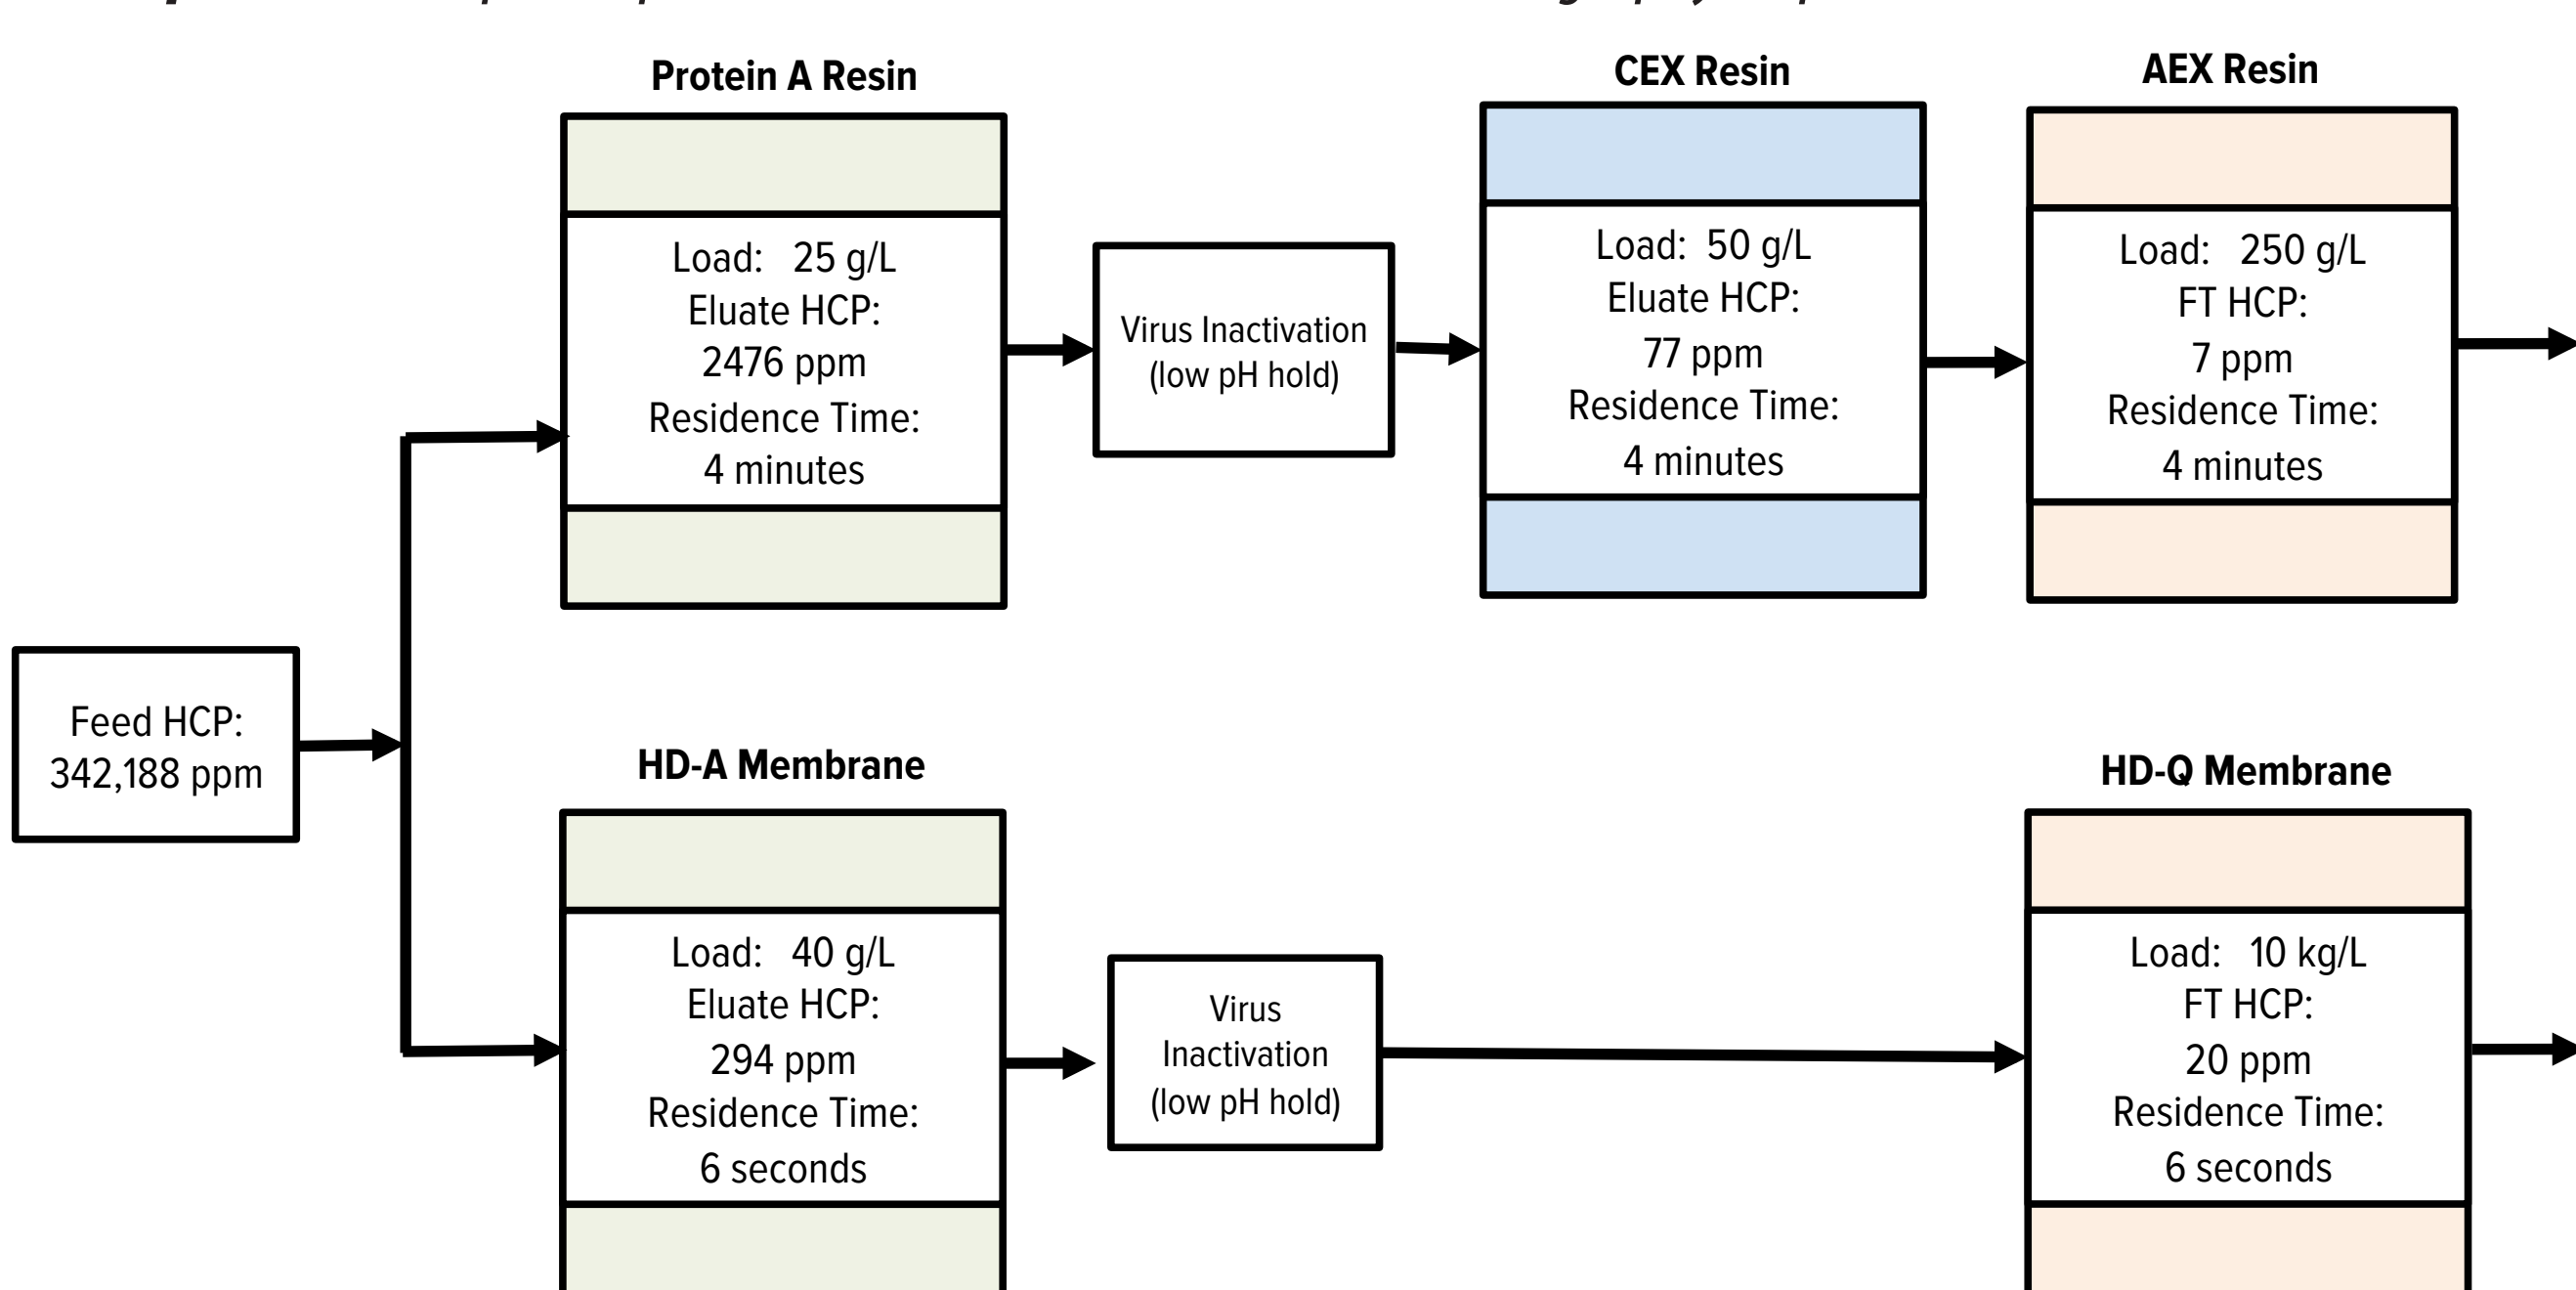 Protein A Resin
Load: 25 g/L
Eluate HCP:
2476 ppm
Residence Time:
4 minutes
Virus Inactivation
(low pH hold)
CEX Resin
Load: 50 g/L
Eluate HCP:
77 ppm
Residence Time:
4 minutes
AEX Resin
Load: 250 g/L
FT HCP:
7 ppm
Residence Time:
4 minutes
Feed HCP:
342,188 ppm
HD-A Membrane
Load: 40 g/L
Eluate HCP:
294 ppm
Residence Time:
6 seconds
Virus
Inactivation
(low pH hold)
HD-Q Membrane
Load: 10 kg/L
FT HCP:
20 ppm
Residence Time:
6 seconds